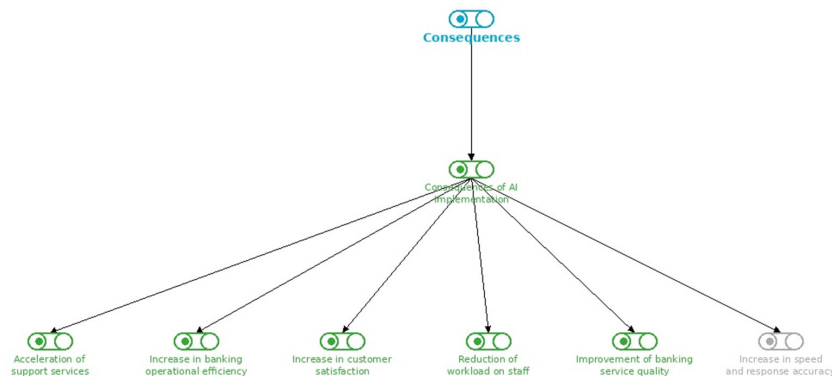 Consequences
Consequences of AI
Implementation
Acceleration of
support services
Increase in banking
operational efficiency
Increase in customer
satisfaction
Reduction of
workload on staff
Improvement of banking
service quality
Increase in speed
and response accuracy